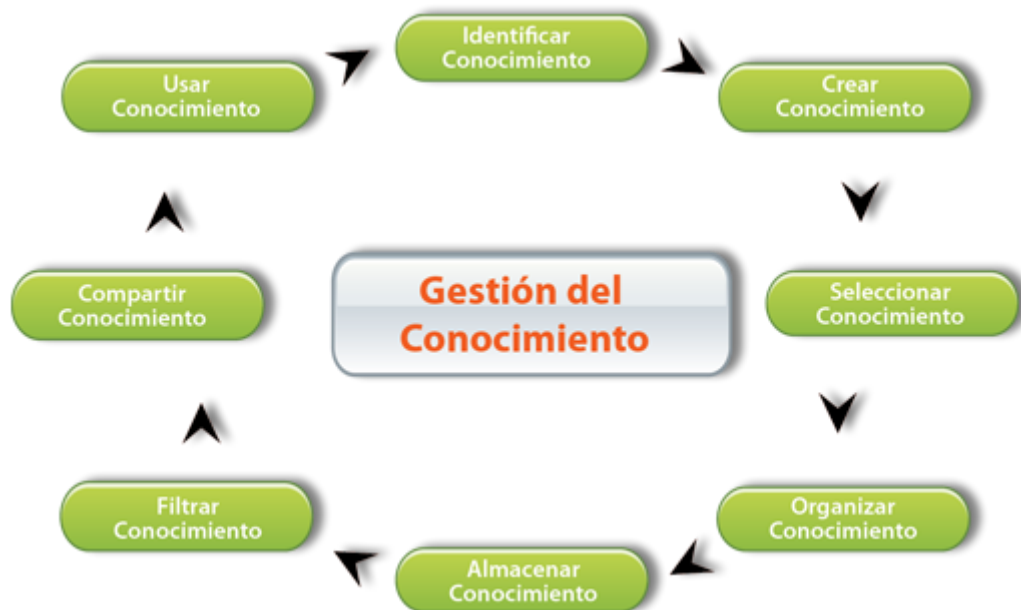 Identificar
Conocimiento
Crear
Conocimiento
Seleccionar
Conocimiento
Organizar
Conocimiento
Almacenar
Conocimiento
Filtrar
Conocimiento
Compartir
Conocimiento
Usar
Conocimiento
Gestión del
Conocimiento